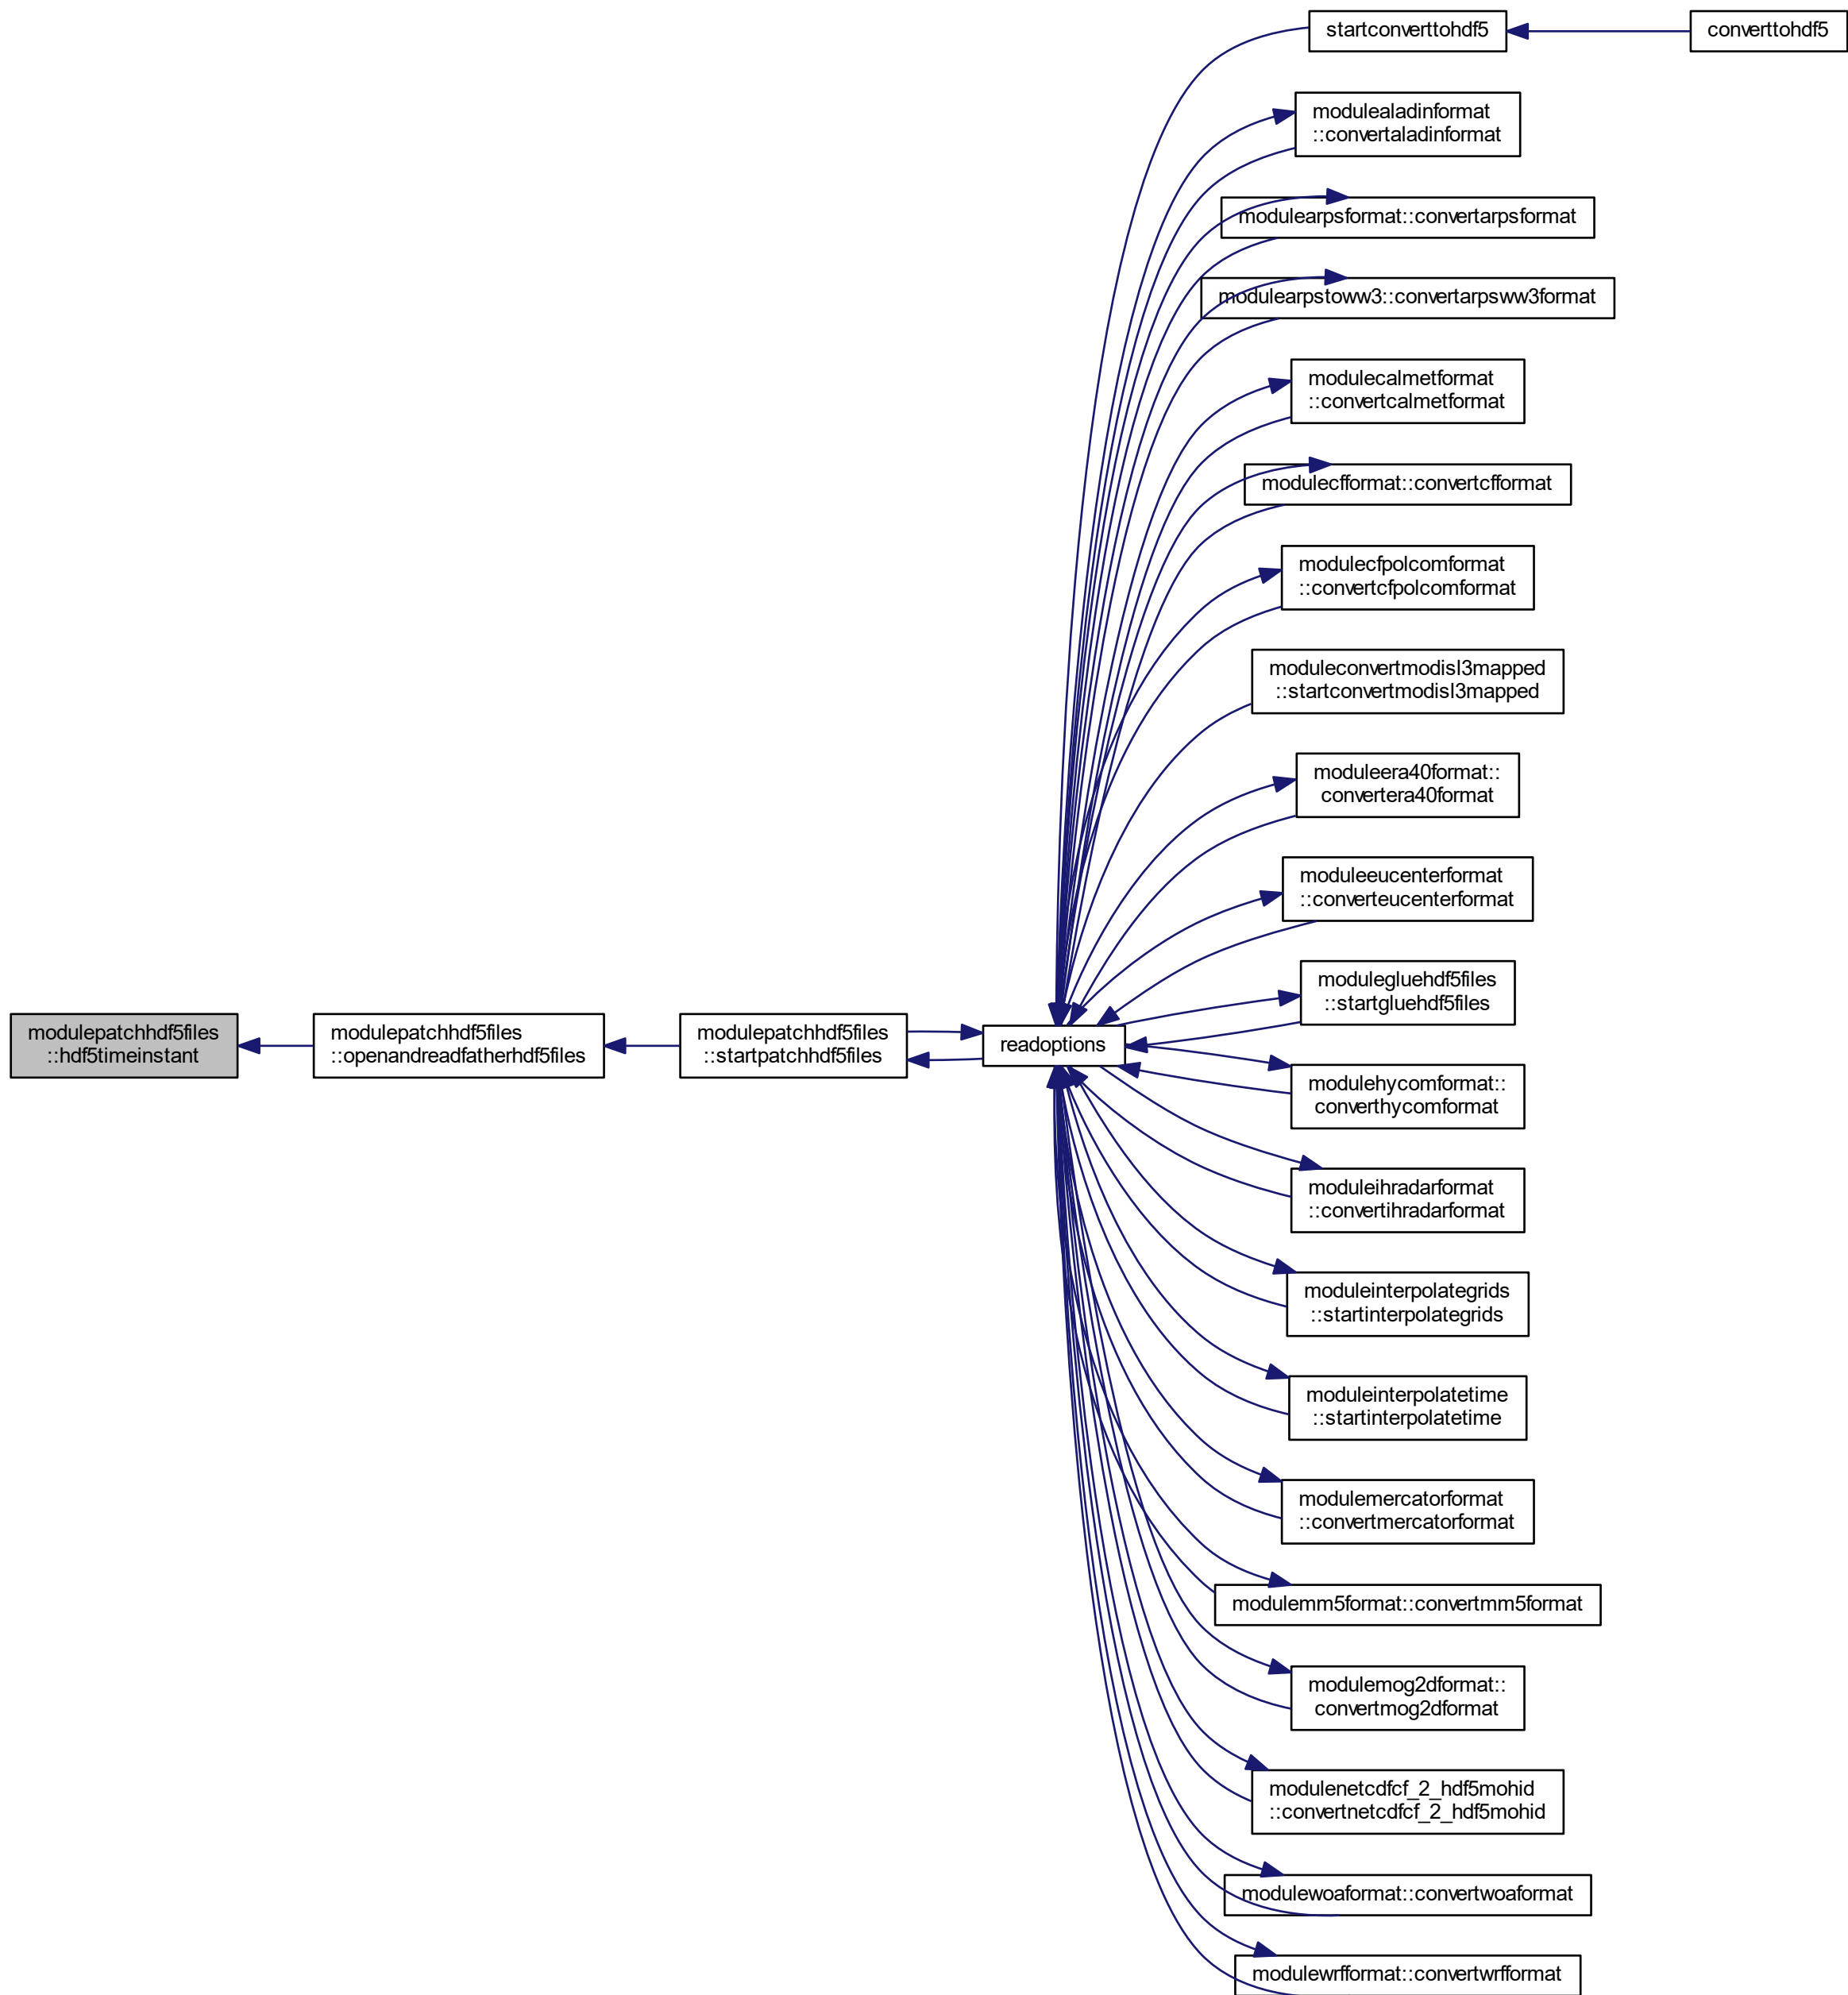 startconverttohdf5
converttohdf5
modulealadinformat
::convertaladinformat
modulearpsformat::convertarpsformat
modulearpstoww3::convertarpsww3format
modulecalmetformat
::convertcalmetformat
modulecfformat::convertcfformat
modulecfpolcomformat
::convertcfpolcomformat
moduleconvertmodisl3mapped
::startconvertmodisl3mapped
moduleera40format::
convertera40format
moduleeucenterformat
::converteucenterformat
modulegluehdf5files
::startgluehdf5files
modulepatchhdf5files
::hdf5timeinstant
modulepatchhdf5files
::openandreadfatherhdf5files
modulepatchhdf5files
::startpatchhdf5files
readoptions
modulehycomformat::
converthycomformat
moduleihradarformat
::convertihradarformat
moduleinterpolategrids
::startinterpolategrids
moduleinterpolatetime
::startinterpolatetime
modulemercatorformat
::convertmercatorformat
modulemm5format::convertmm5format
modulemog2dformat::
convertmog2dformat
modulenetcdfcf_2_hdf5mohid
::convertnetcdfcf_2_hdf5mohid
modulewoaformat::convertwoaformat
modulewrfformat::convertwrfformat